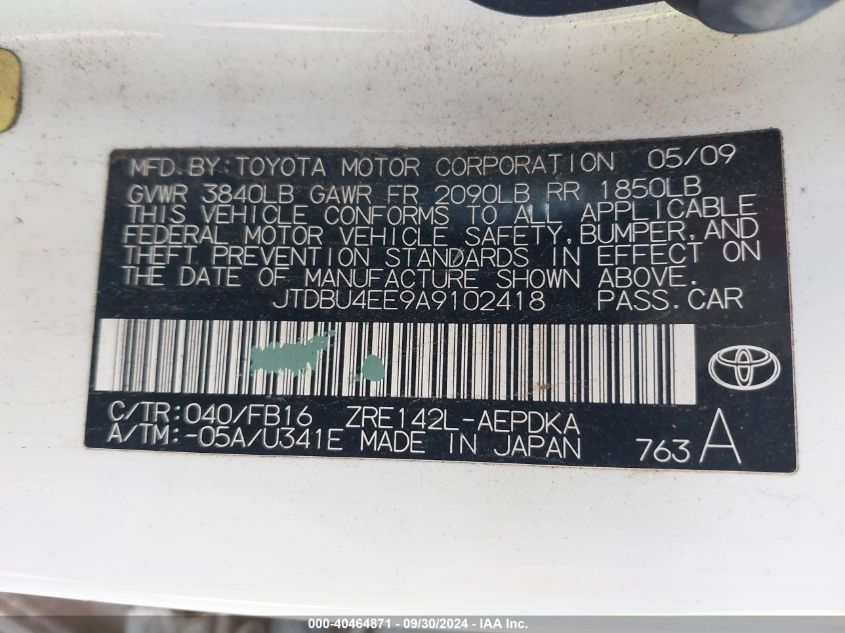 MFD.BY:TOYOTA MOTOR CORPORATION 05/09
GVWR 3840LB GAWR FR 2090LB RR 1850LB
THIS VEHICLE CONFORMS TO ALL APPLICABLE
FEDERAL MOTOR VEHICLE SAFETY,BUMPER,AND
THEFT PREVENTION STANDARDS IN EFFECT ON
THE DATE OF MANUFACTURE SHOWN ABOVE.
JTDBU4EE9A9102418 PASS.CAR
C/TR:040/FB16 ZRE142L-AEPDKA
A/TM:-05A/U341E MADE IN JAPAN 763 A
000-40464871 - 09/30/2024 - IAA Inc.